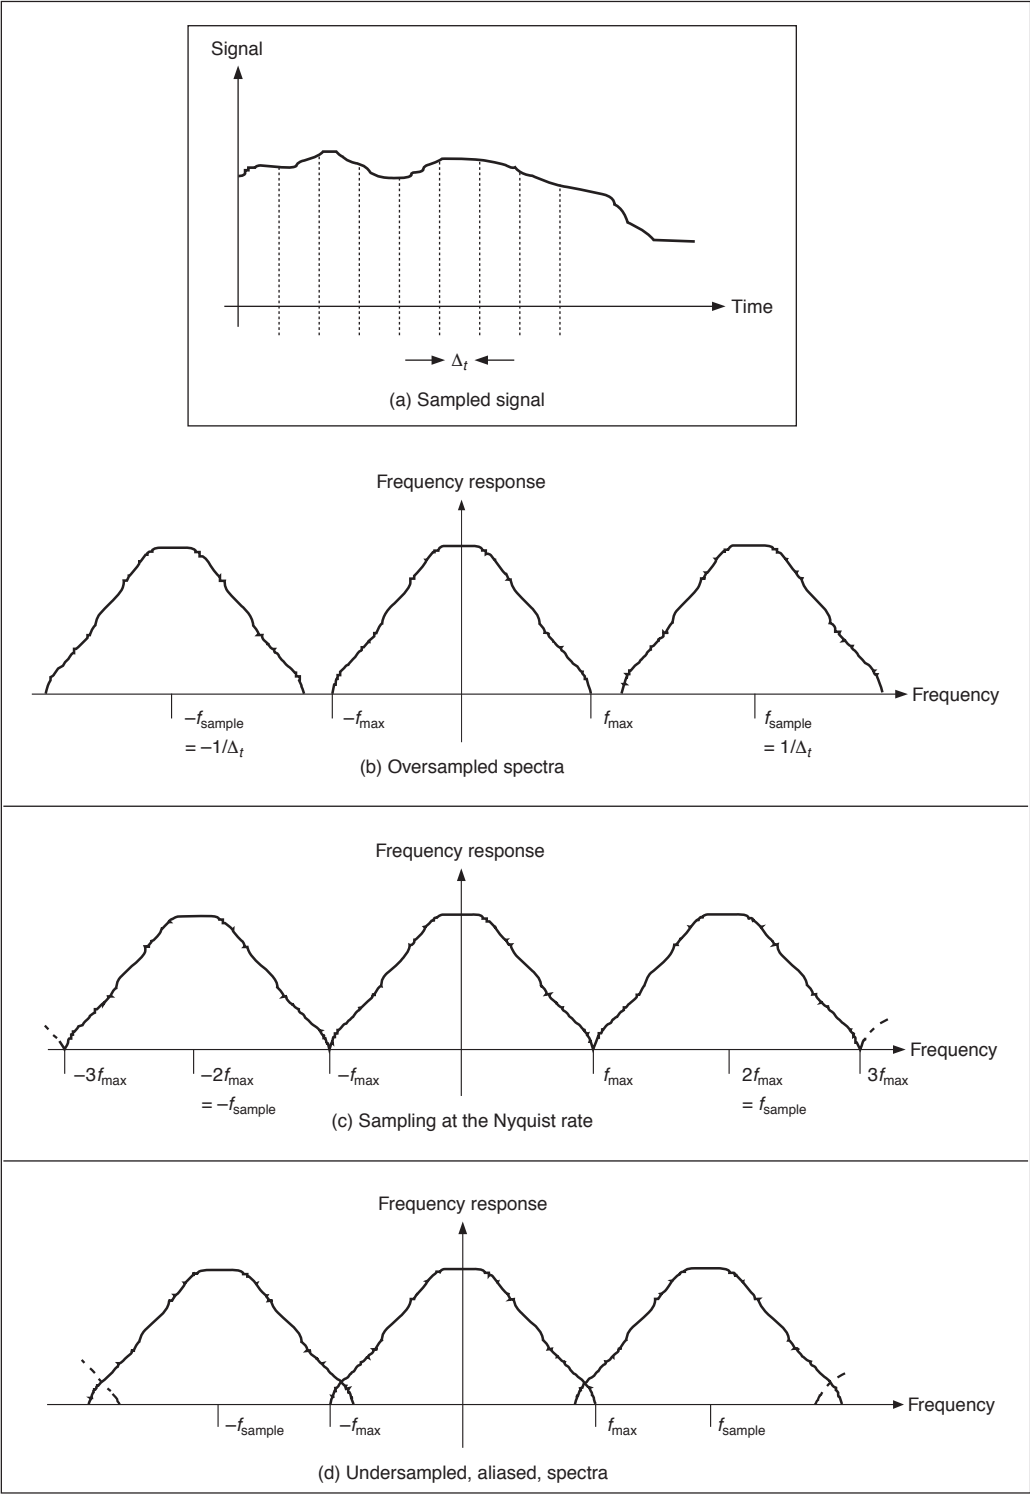 Signal
Time
Δt
(a) Sampled signal
Frequency response
Frequency
–fsample
= –1/Δt
–fmax
fmax
fsample
= 1/Δt
(b) Oversampled spectra
Frequency response
Frequency
–3fmax
–2fmax
= –fsample
–fmax
fmax
2fmax
= fsample
3fmax
(c) Sampling at the Nyquist rate
Frequency response
Frequency
–fsample
–fmax
fmax
fsample
(d) Undersampled, aliased, spectra